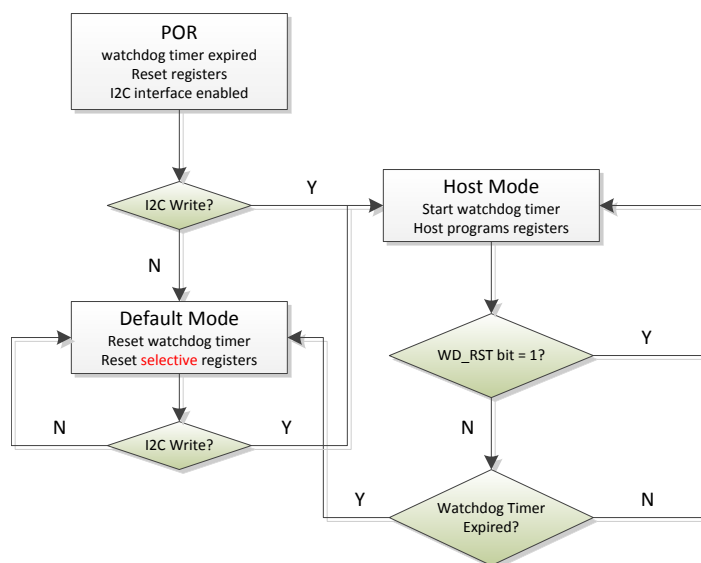 POR
watchdog timer expired
Reset registers
I2C interface enabled
I2C Write?
Y
N
Host Mode
Start watchdog timer
Host programs registers
Default Mode
Reset watchdog timer
Reset selective registers
WD_RST bit = 1?
Y
N
I2C Write?
N
Y
Watchdog Timer
Expired?
Y
N